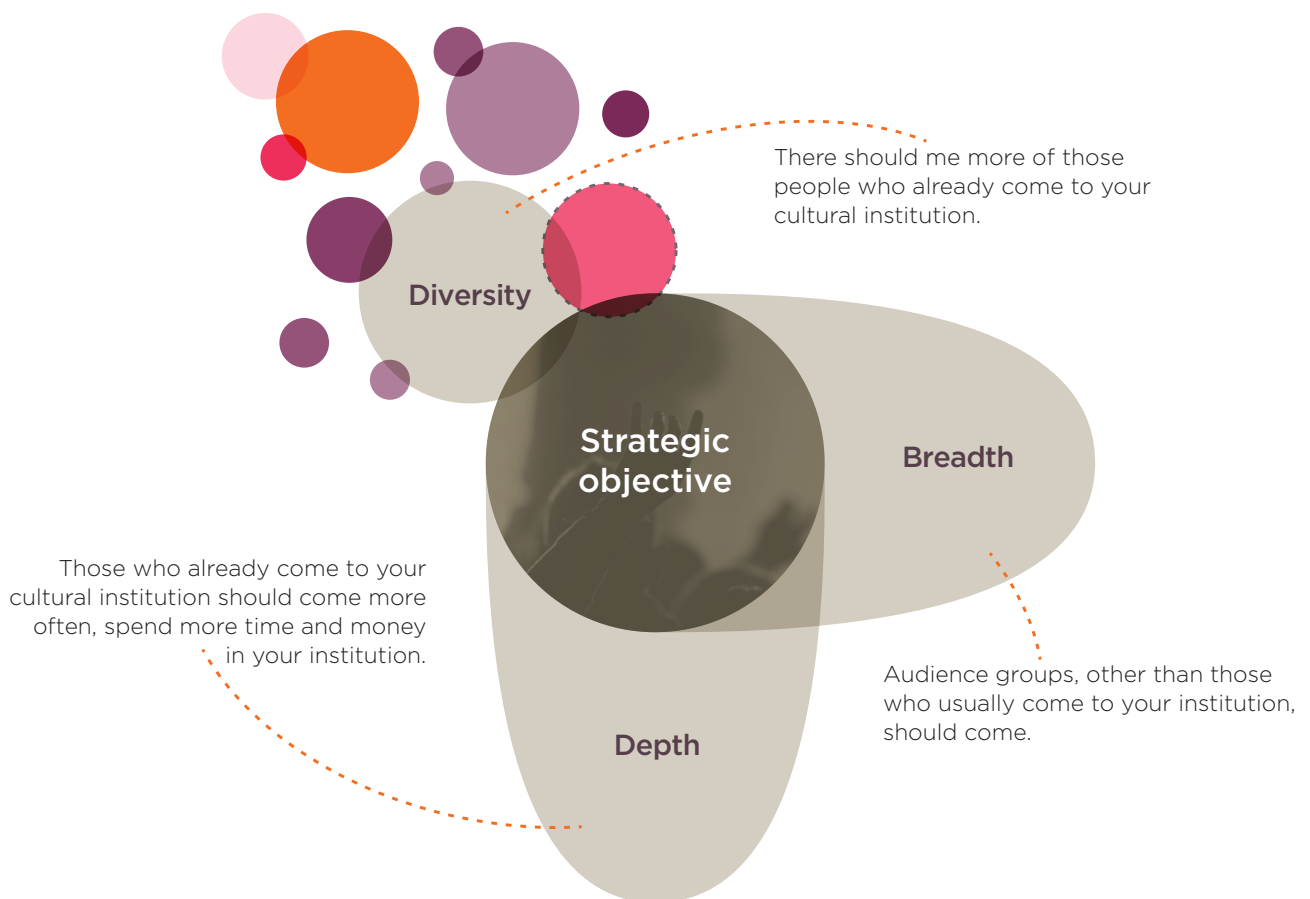 There should me more of those
people who already come to your
cultural institution.
Diversity
Strategic
objective
Breadth
Those who already come to your
cultural institution should come more
often, spend more time and money
in your institution.
Audience groups, other than those
who usually come to your institution,
should come.
Depth